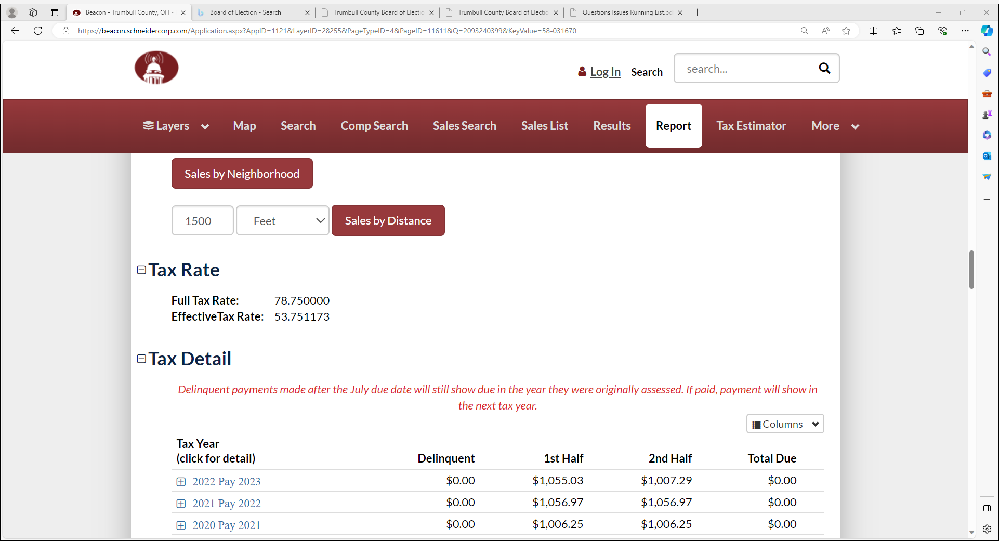 Beacon - Trumbull County, OH -
Board of Election - Search
Trumbull County Board of Electio
Trumbull County Board of Electio
Questions Issues Running List.pd
https://beacon.schneidercorp.com/Application.aspx?AppID=1121&LayerID=28255&PageTypeID=4&PageID=11611&Q=2093240399&KeyValue=58-031670
Log In Search search...
Layers Map Search Comp Search Sales Search Sales List Results Report Tax Estimator More
Sales by Neighborhood
1500 Feet Sales by Distance
Tax Rate
Full Tax Rate: 78.750000
EffectiveTax Rate: 53.751173
Tax Detail
Delinquent payments made after the July due date will still show due in the year they were originally assessed. If paid, payment will show in
the next tax year.
Columns
Tax Year
(click for detail) Delinquent 1st Half 2nd Half Total Due
2022 Pay 2023 $0.00 $1,055.03 $1,007.29 $0.00
2021 Pay 2022 $0.00 $1,056.97 $1,056.97 $0.00
2020 Pay 2021 $0.00 $1,006.25 $1,006.25 $0.00